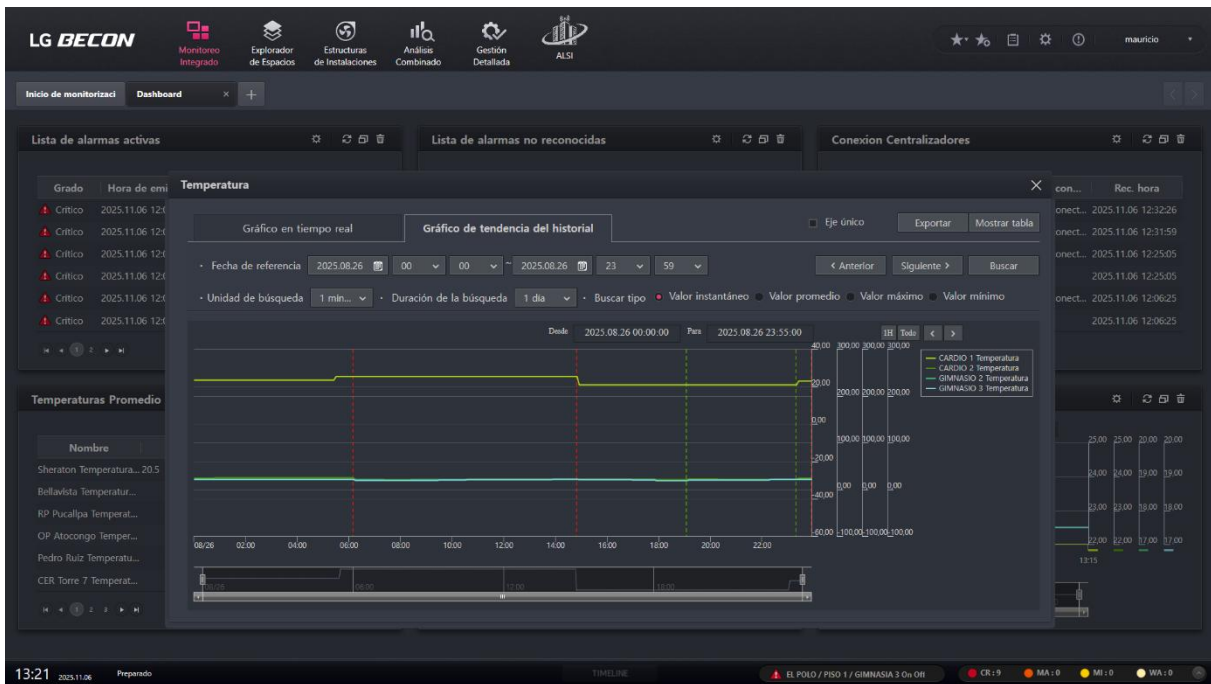 LG BECON
Monitoreo Integrado
Explorador de Espacios
Estructuras de Instalaciones
Análisis Combinado
Gestión Detallada
ALSI
mauricio
Inicio de monitorizaci
Dashboard
Lista de alarmas activas
Lista de alarmas no reconocidas
Conexion Centralizadores
Grado Hora de emi
Crítico 2025.11.06 12:0
Crítico 2025.11.06 12:0
Crítico 2025.11.06 12:0
Crítico 2025.11.06 12:0
Crítico 2025.11.06 12:0
Crítico 2025.11.06 12:0
1 2
con... Rec. hora
onect... 2025.11.06 12:32:26
onect... 2025.11.06 12:31:59
onect... 2025.11.06 12:25:05
2025.11.06 12:25:05
onect... 2025.11.06 12:06:25
2025.11.06 12:06:25
Temperatura
Gráfico en tiempo real
Gráfico de tendencia del historial
Eje único
Exportar
Mostrar tabla
Fecha de referencia 2025.08.26 00 00 ~ 2025.08.26 23 59
< Anterior Siguiente > Buscar
Unidad de búsqueda 1 min... Duración de la búsqueda 1 día Buscar tipo Valor instantáneo Valor promedio Valor máximo Valor mínimo
Desde 2025.08.26 00:00:00 Para 2025.08.26 23:55:00 1H Todo < >
40,00 300,00 300,00 300,00
20,00 200,00 200,00 200,00
0,00
100,00 100,00 100,00
-20,00
0,00 0,00 0,00
-40,00
-60,00 -100,00 -100,00 -100,00
CARDIO 1 Temperatura
CARDIO 2 Temperatura
GIMNASIO 2 Temperatura
GIMNASIO 3 Temperatura
08/26 02:00 04:00 06:00 08:00 10:00 12:00 14:00 16:00 18:00 20:00 22:00
08/26 06:00 12:00 18:00
Temperaturas Promedio
Nombre
Sheraton Temperatura... 20.5
Bellavista Temperatur...
RP Pucallpa Temperat...
OP Atocongo Temper...
Pedro Ruiz Temperatu...
CER Torre 7 Temperat...
1 2 3
25,00 25,00 20,00 20,00
24,00 24,00 19,00 19,00
23,00 23,00 18,00 18,00
22,00 22,00 17,00 17,00
13:15
13:21 2025.11.06 Preparado
TIMELINE
EL POLO / PISO 1 / GIMNASIA 3 On Off
CR : 9 MA : 0 MI : 0 WA : 0